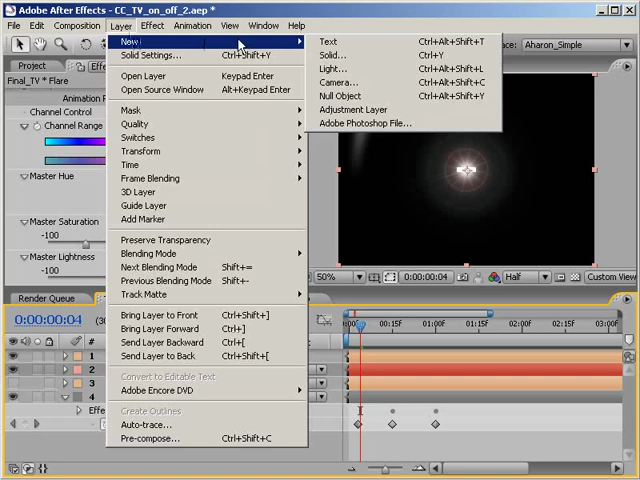 Adobe After Effects - CC_TV_on_off_2.aep *
File Edit Composition Layer Effect Animation View Window Help
Workspace: Aharon_Simple
Project
Final_TV * Flare
Channel Control
Channel Range
Master Hue
Master Saturation
-100
Master Lightness
-100
New
Solid Settings... Ctrl+Shift+Y
Open Layer Keypad Enter
Open Source Window Alt+Keypad Enter
Mask
Quality
Switches
Transform
Time
Frame Blending
3D Layer
Guide Layer
Add Marker
Preserve Transparency
Blending Mode
Next Blending Mode Shift+=
Previous Blending Mode Shift+-
Track Matte
Bring Layer to Front Ctrl+Shift+]
Bring Layer Forward Ctrl+]
Send Layer Backward Ctrl+[
Send Layer to Back Ctrl+Shift+[
Convert to Editable Text
Adobe Encore DVD
Create Outlines
Auto-trace...
Pre-compose... Ctrl+Shift+C
Text Ctrl+Alt+Shift+T
Solid... Ctrl+Y
Light... Ctrl+Alt+Shift+L
Camera... Ctrl+Alt+Shift+C
Null Object Ctrl+Alt+Shift+Y
Adjustment Layer
Adobe Photoshop File...
50% 0:00:00:04 Half
Render Queue
0:00:00:04
00:15f 01:00f 02:00f 03:00f
#
1
2
3
4